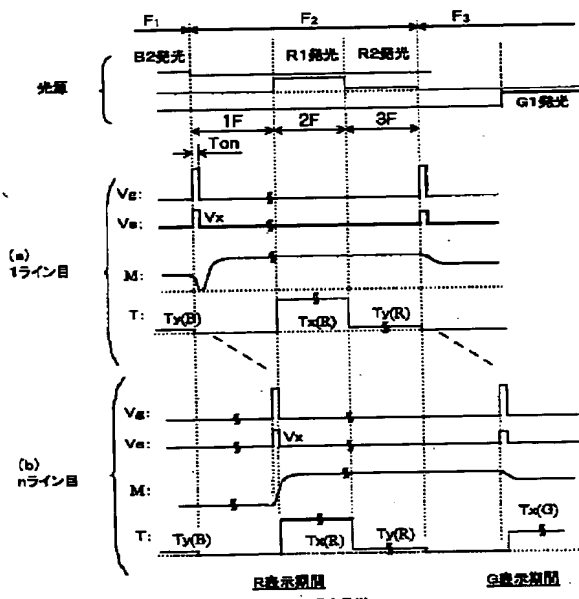 F1 F2 F3
B2発光 R1発光 R2発光
光源
G1発光
1F 2F 3F
Ton
Vg:
Vs: Vx
(a)
1ライン目
M:
T: Ty(B) Tx(R) Ty(R)
Vg:
Vs: Vx
(b)
nライン目
M:
Tx(G)
T: Ty(B) Tx(R) Ty(R)
R表示期間 G表示期間